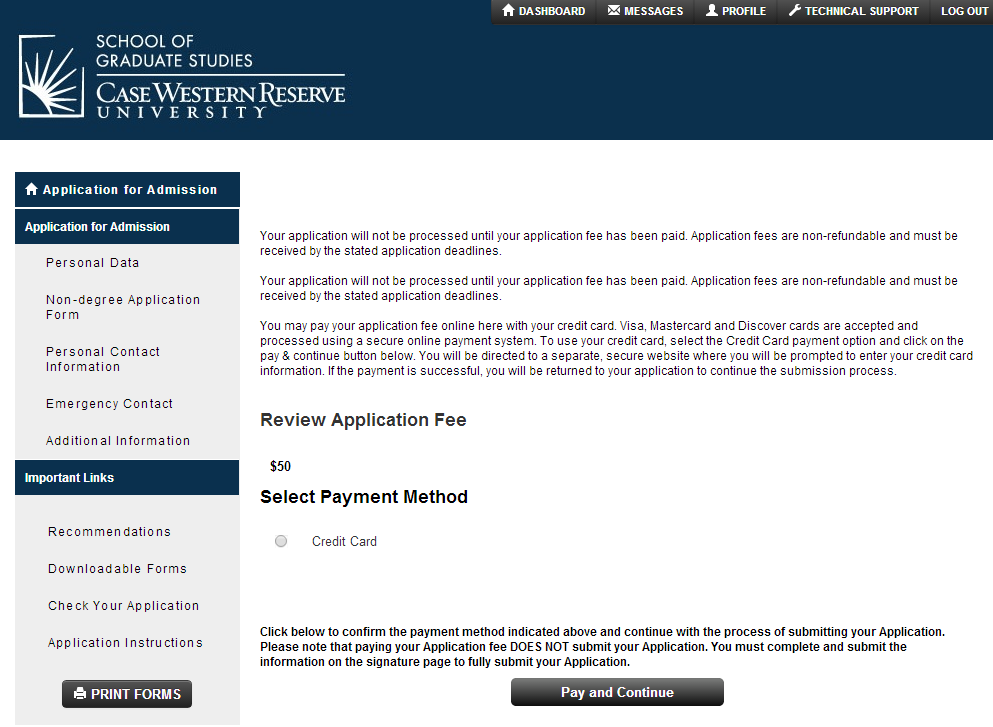 DASHBOARD MESSAGES PROFILE TECHNICAL SUPPORT LOG OUT
SCHOOL OF
GRADUATE STUDIES
CASE WESTERN RESERVE
UNIVERSITY
Application for Admission
Application for Admission
Personal Data
Non-degree Application
Form
Personal Contact
Information
Emergency Contact
Additional Information
Important Links
Recommendations
Downloadable Forms
Check Your Application
Application Instructions
PRINT FORMS
Your application will not be processed until your application fee has been paid. Application fees are non-refundable and must be
received by the stated application deadlines.
Your application will not be processed until your application fee has been paid. Application fees are non-refundable and must be
received by the stated application deadlines.
You may pay your application fee online here with your credit card. Visa, Mastercard and Discover cards are accepted and
processed using a secure online payment system. To use your credit card, select the Credit Card payment option and click on the
pay & continue button below. You will be directed to a separate, secure website where you will be prompted to enter your credit card
information. If the payment is successful, you will be returned to your application to continue the submission process.
Review Application Fee
$50
Select Payment Method
Credit Card
Click below to confirm the payment method indicated above and continue with the process of submitting your Application.
Please note that paying your Application fee DOES NOT submit your Application. You must complete and submit the
information on the signature page to fully submit your Application.
Pay and Continue